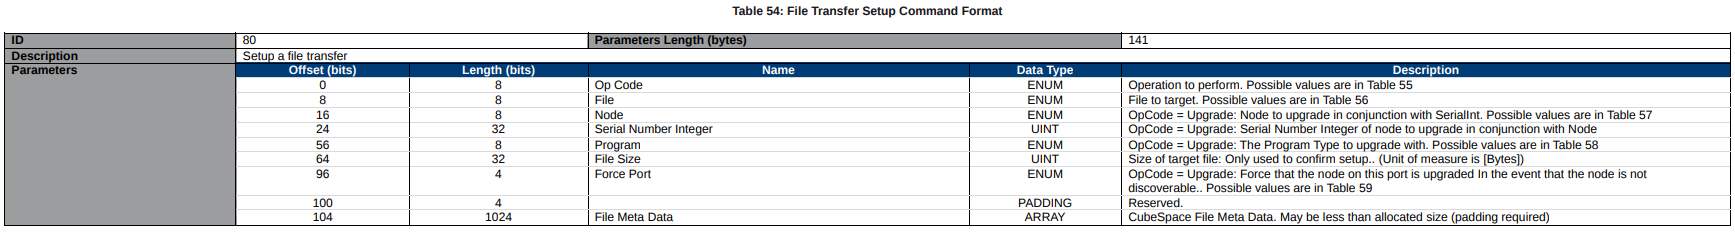 Table 54: File Transfer Setup Command Format
ID 80 Parameters Length (bytes) 141
Description Setup a file transfer
Parameters Offset (bits) Length (bits) Name Data Type Description
0 8 Op Code ENUM Operation to perform. Possible values are in Table 55
8 8 File ENUM File to target. Possible values are in Table 56
16 8 Node ENUM OpCode = Upgrade: Node to upgrade in conjunction with SerialInt. Possible values are in Table 57
24 32 Serial Number Integer UINT OpCode = Upgrade: Serial Number Integer of node to upgrade in conjunction with Node
56 8 Program ENUM OpCode = Upgrade: The Program Type to upgrade with. Possible values are in Table 58
64 32 File Size UINT Size of target file: Only used to confirm setup.. (Unit of measure is [Bytes])
96 4 Force Port ENUM OpCode = Upgrade: Force that the node on this port is upgraded In the event that the node is not
discoverable.. Possible values are in Table 59
100 4 PADDING Reserved.
104 1024 File Meta Data ARRAY CubeSpace File Meta Data. May be less than allocated size (padding required)